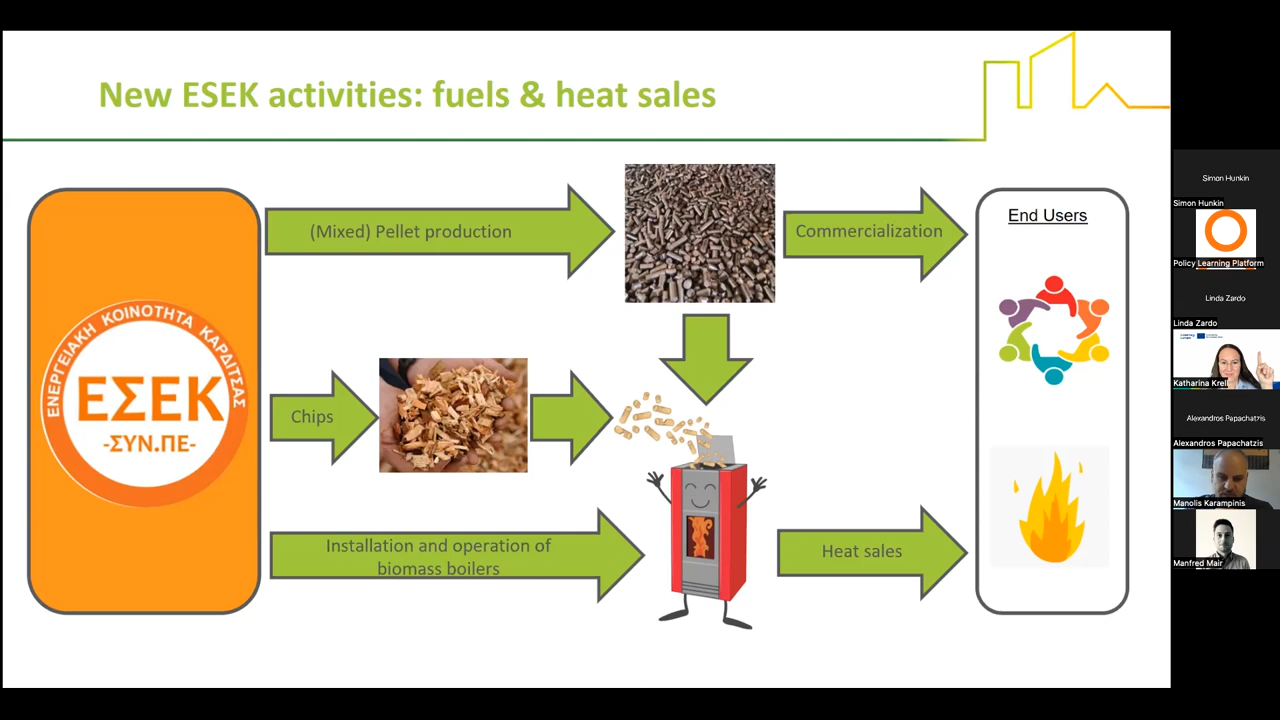 New ESEK activities: fuels & heat sales
ΕΝΕΡΓΕΙΑΚΗ ΚΟΙΝΟΤΗΤΑ ΚΑΡΔΙΤΣΑΣ
ΕΣΕΚ
-ΣΥΝ.ΠΕ-
(Mixed) Pellet production
Commercialization
Chips
Installation and operation of
biomass boilers
Heat sales
End Users
Simon Hunkin
Simon Hunkin
Policy Learning Platform
Linda Zardo
Linda Zardo
Katharina Krell
Alexandros Papachatzis
Alexandros Papachatzis
Manolis Karampinis
Manfred Mair